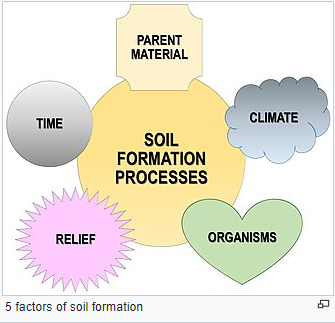 PARENT
MATERIAL
TIME
CLIMATE
SOIL
FORMATION
PROCESSES
RELIEF
ORGANISMS
5 factors of soil formation